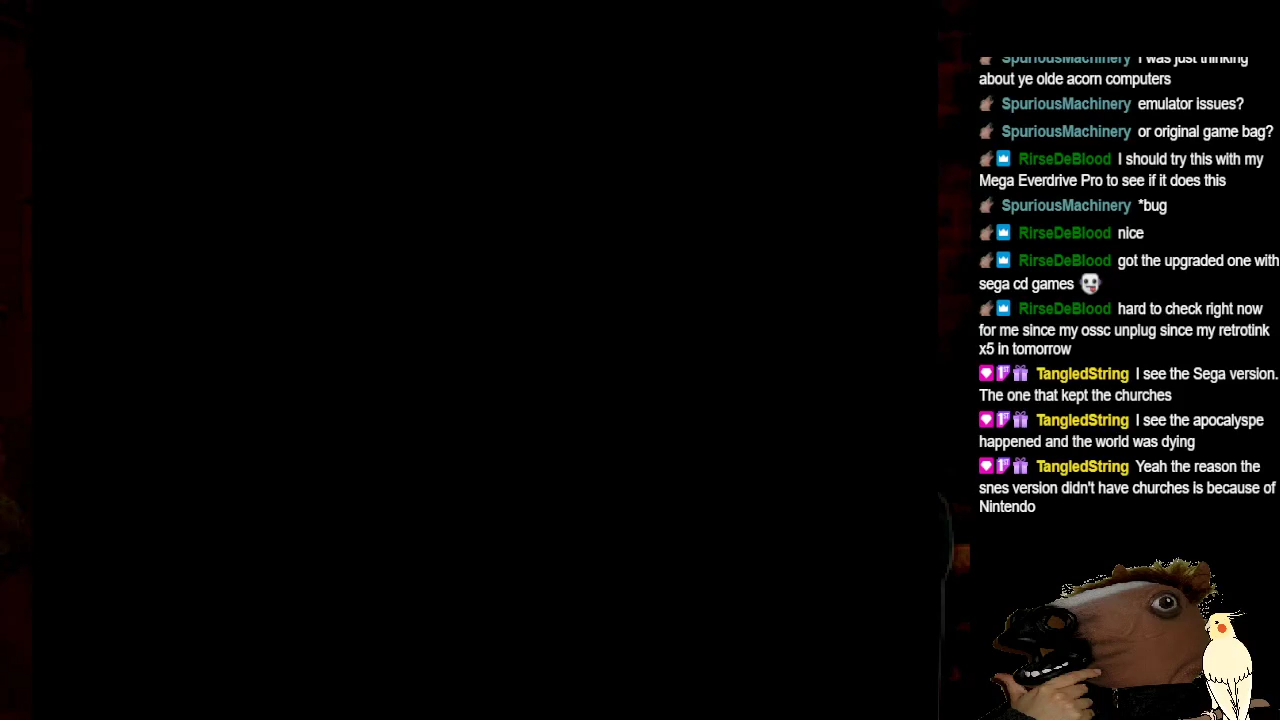 SpuriousMachinery I was just thinking
about ye olde acorn computers
SpuriousMachinery emulator issues?
SpuriousMachinery or original game bag?
RirseDeBlood I should try this with my
Mega Everdrive Pro to see if it does this
SpuriousMachinery *bug
RirseDeBlood nice
RirseDeBlood got the upgraded one with
sega cd games
RirseDeBlood hard to check right now
for me since my ossc unplug since my retrotink
x5 in tomorrow
TangledString I see the Sega version.
The one that kept the churches
TangledString I see the apocalyspe
happened and the world was dying
TangledString Yeah the reason the
snes version didn't have churches is because of
Nintendo